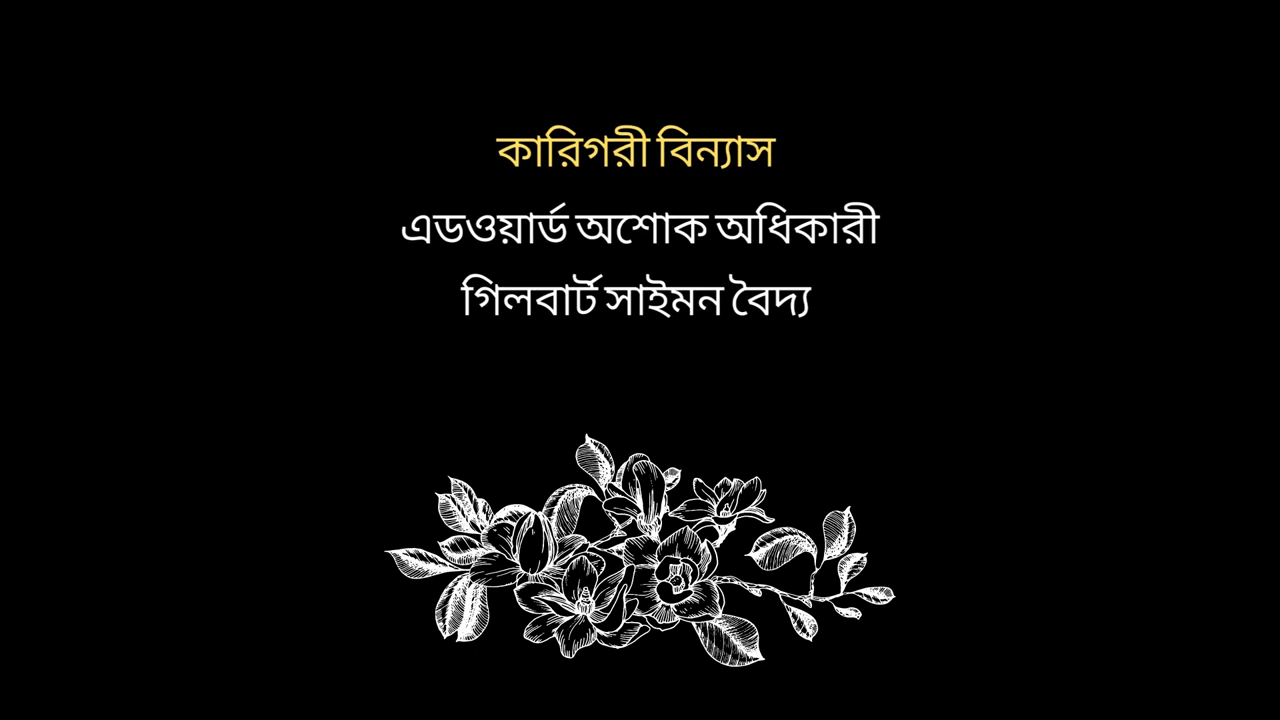 কারিগরী বিন্যাস
এডওয়ার্ড অশোক অধিকারী
গিলবার্ট সাইমন বৈদ্য